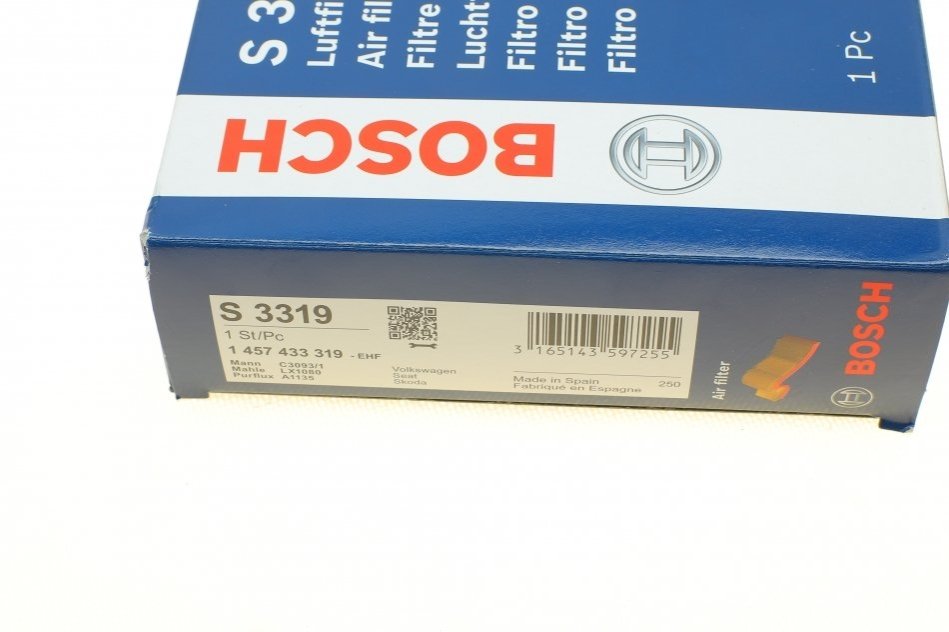 S 3
Luftfi
Air fil
Filtre
Lucht
Filtro
Filtro
Filtro
1 Pc
BOSCH
S 3319
1 St/Pc
1 457 433 319 - EHF
Mann C3093/1
Mahle LX1080
Purflux A1135
Volkswagen
Seat
Skoda
3 165143 597255
Made in Spain 250
Fabriqué en Espagne
Air filter
BOSCH